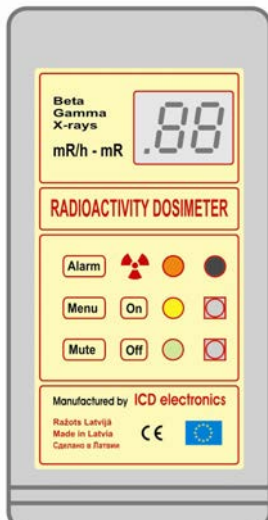 Beta
Gamma
X-rays
mR/h - mR
.88
RADIOACTIVITY DOSIMETER
Alarm
Menu On
Mute Off
Manufactured by ICD electronics
Ražots Latvijā
Made in Latvia
Сделано в Латвии
CE